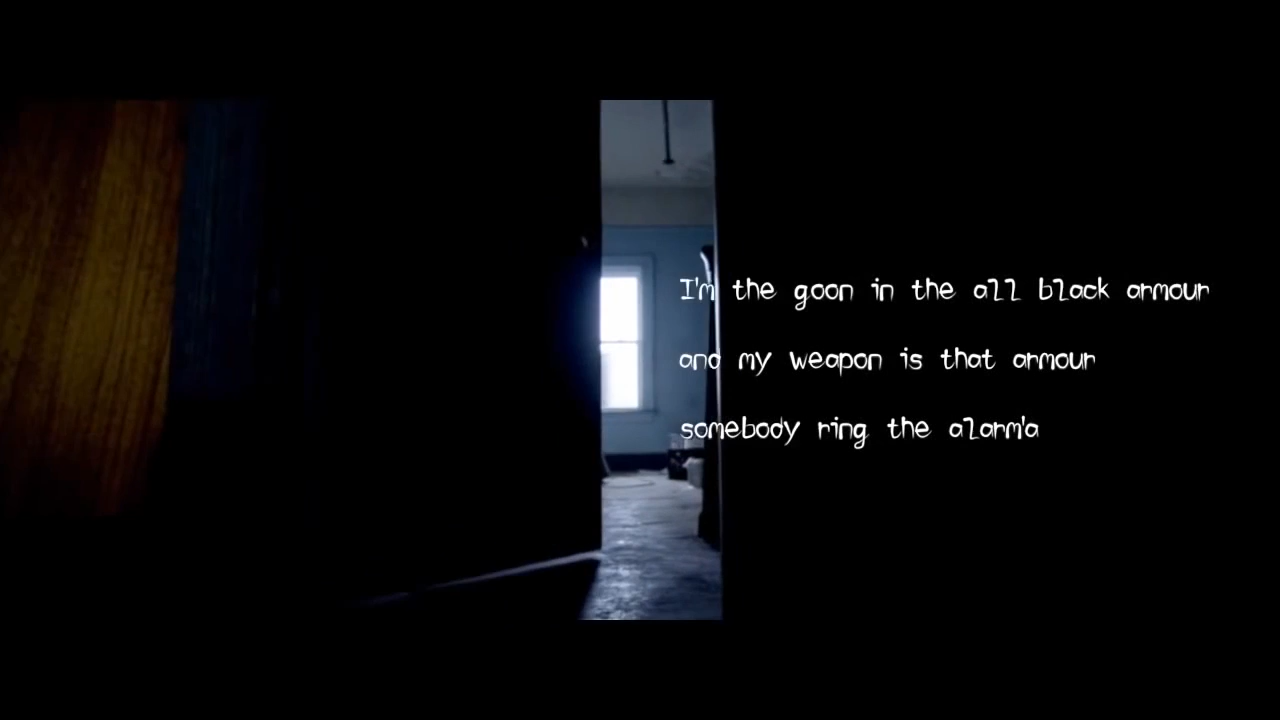 I'm the goon in the all black armour
and my weapon is that armour
somebody ring the alarm'a